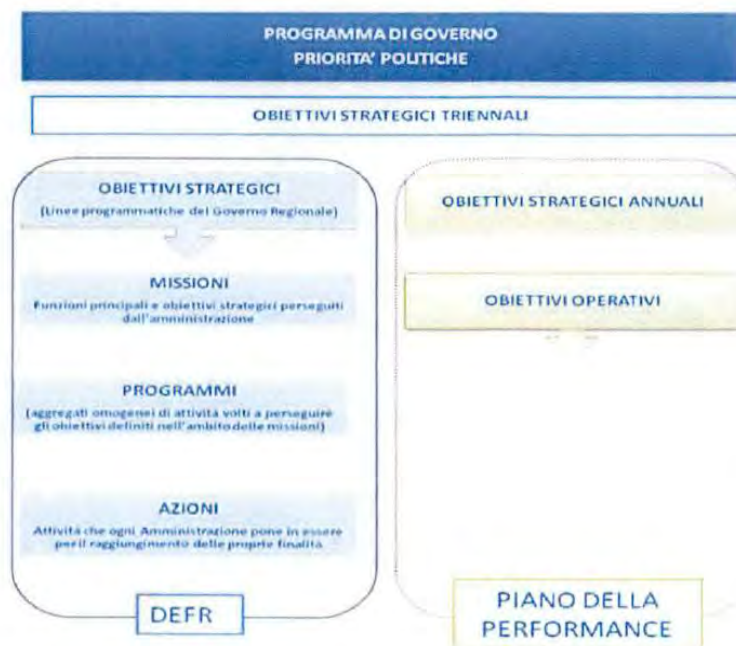 PROGRAMMA DI GOVERNO
PRIORITA' POLITICHE
OBIETTIVI STRATEGICI TRIENNALI
OBIETTIVI STRATEGICI
(Linee programmatiche del Governo Regionale)
MISSIONI
Funzioni principali e obiettivi strategici perseguiti
dall'amministrazione
PROGRAMMI
(aggregati omogenei di attività volti a perseguire
gli obiettivi definiti nell'ambito delle missioni)
AZIONI
Attività che ogni Amministrazione pone in essere
per il raggiungimento delle proprie finalità
DEFR
OBIETTIVI STRATEGICI ANNUALI
OBIETTIVI OPERATIVI
PIANO DELLA
PERFORMANCE